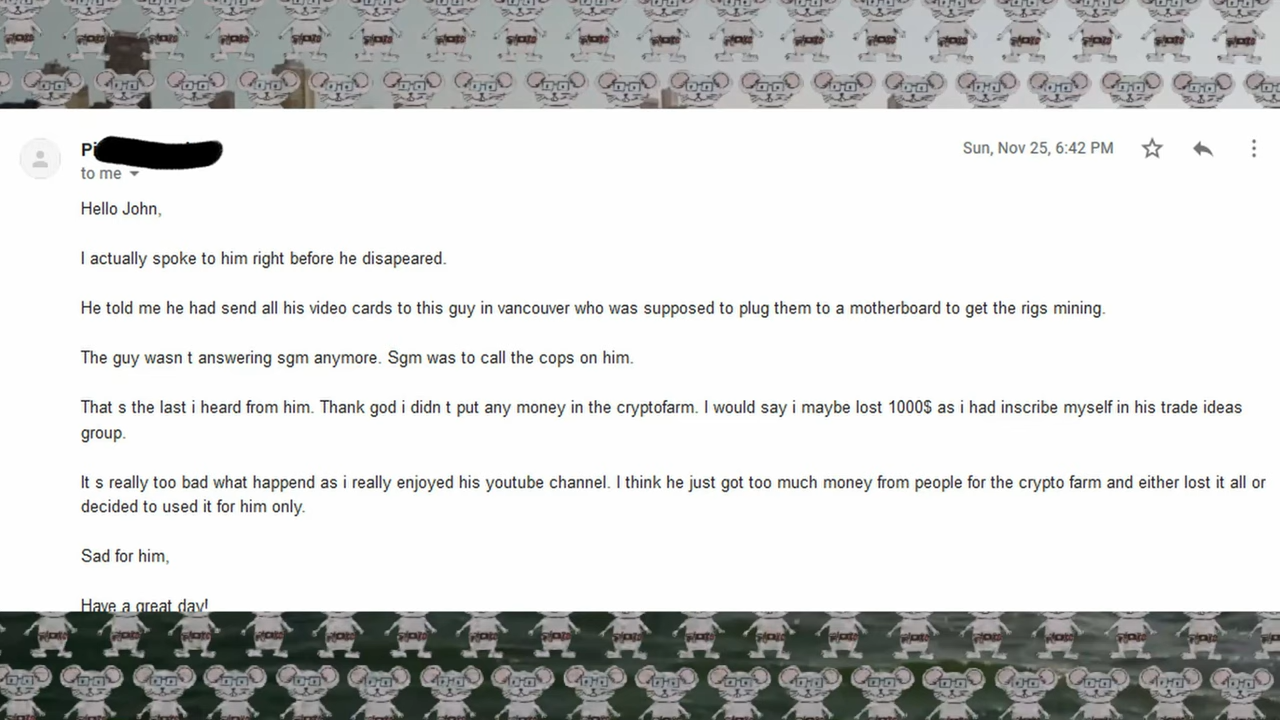 Pi
Sun, Nov 25, 6:42 PM
to me
Hello John,
I actually spoke to him right before he disapeared.
He told me he had send all his video cards to this guy in vancouver who was supposed to plug them to a motherboard to get the rigs mining.
The guy wasn t answering sgm anymore. Sgm was to call the cops on him.
That s the last i heard from him. Thank god i didn t put any money in the cryptofarm. I would say i maybe lost 1000$ as i had inscribe myself in his trade ideas
group.
It s really too bad what happend as i really enjoyed his youtube channel. I think he just got too much money from people for the crypto farm and either lost it all or
decided to used it for him only.
Sad for him,
Have a great day!